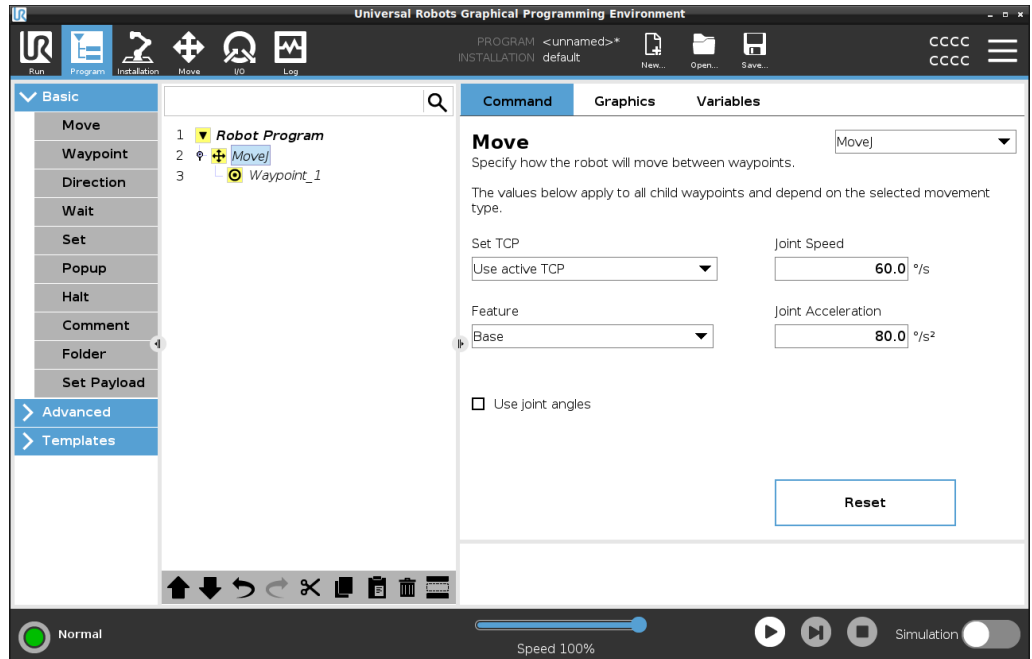 UR
Universal Robots Graphical Programming Environment
UR
Run
Program
Installation
Move
I/O
Log
PROGRAM <unnamed>*
INSTALLATION default
New...
Open...
Save...
CCCC
CCCC
Basic
Move
Waypoint
Direction
Wait
Set
Popup
Halt
Comment
Folder
Set Payload
Advanced
Templates
1 Robot Program
2 MoveJ
3 Waypoint_1
Command Graphics Variables
Move
MoveJ
Specify how the robot will move between waypoints.
The values below apply to all child waypoints and depend on the selected movement
type.
Set TCP
Use active TCP
Joint Speed
60.0 °/s
Feature
Base
Joint Acceleration
80.0 °/s²
Use joint angles
Reset
Normal
Speed 100%
Simulation